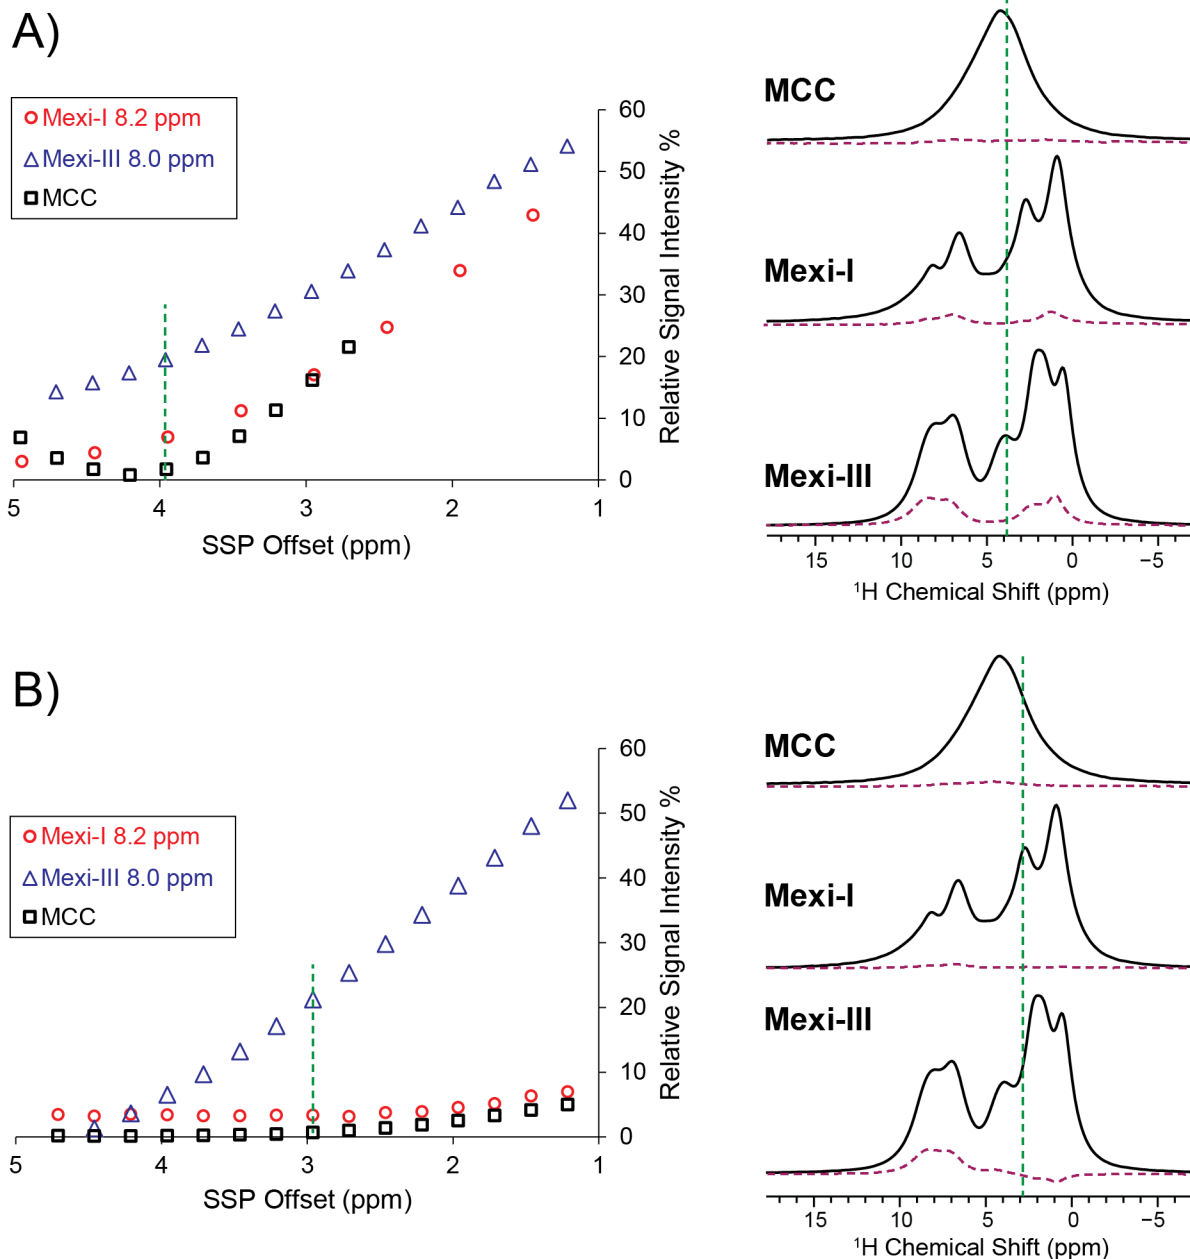 A)
Mexi-I 8.2 ppm
Mexi-III 8.0 ppm
MCC
60
50
40
30
20
10
0
Relative Signal Intensity %
5 4 3 2 1
SSP Offset (ppm)
MCC
Mexi-I
Mexi-III
15 10 5 0 −5
¹H Chemical Shift (ppm)
B)
Mexi-I 8.2 ppm
Mexi-III 8.0 ppm
MCC
60
50
40
30
20
10
0
Relative Signal Intensity %
5 4 3 2 1
SSP Offset (ppm)
MCC
Mexi-I
Mexi-III
15 10 5 0 −5
¹H Chemical Shift (ppm)